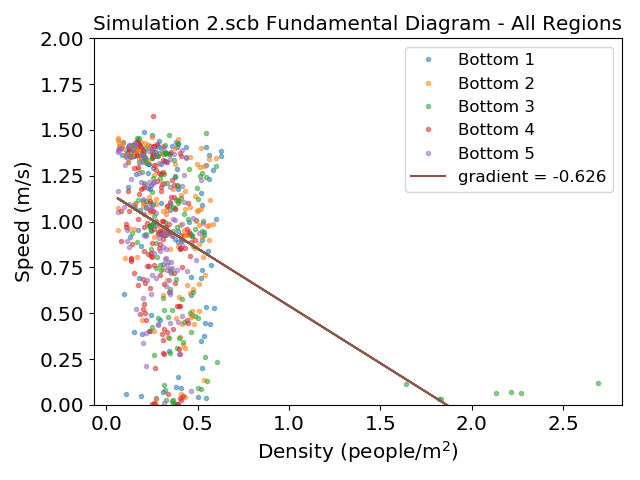 Simulation 2.scb Fundamental Diagram - All Regions
2.00
1.75
1.50
1.25
1.00
0.75
0.50
0.25
0.00
Speed (m/s)
Bottom 1
Bottom 2
Bottom 3
Bottom 4
Bottom 5
gradient = -0.626
0.0 0.5 1.0 1.5 2.0 2.5
Density (people/m²)